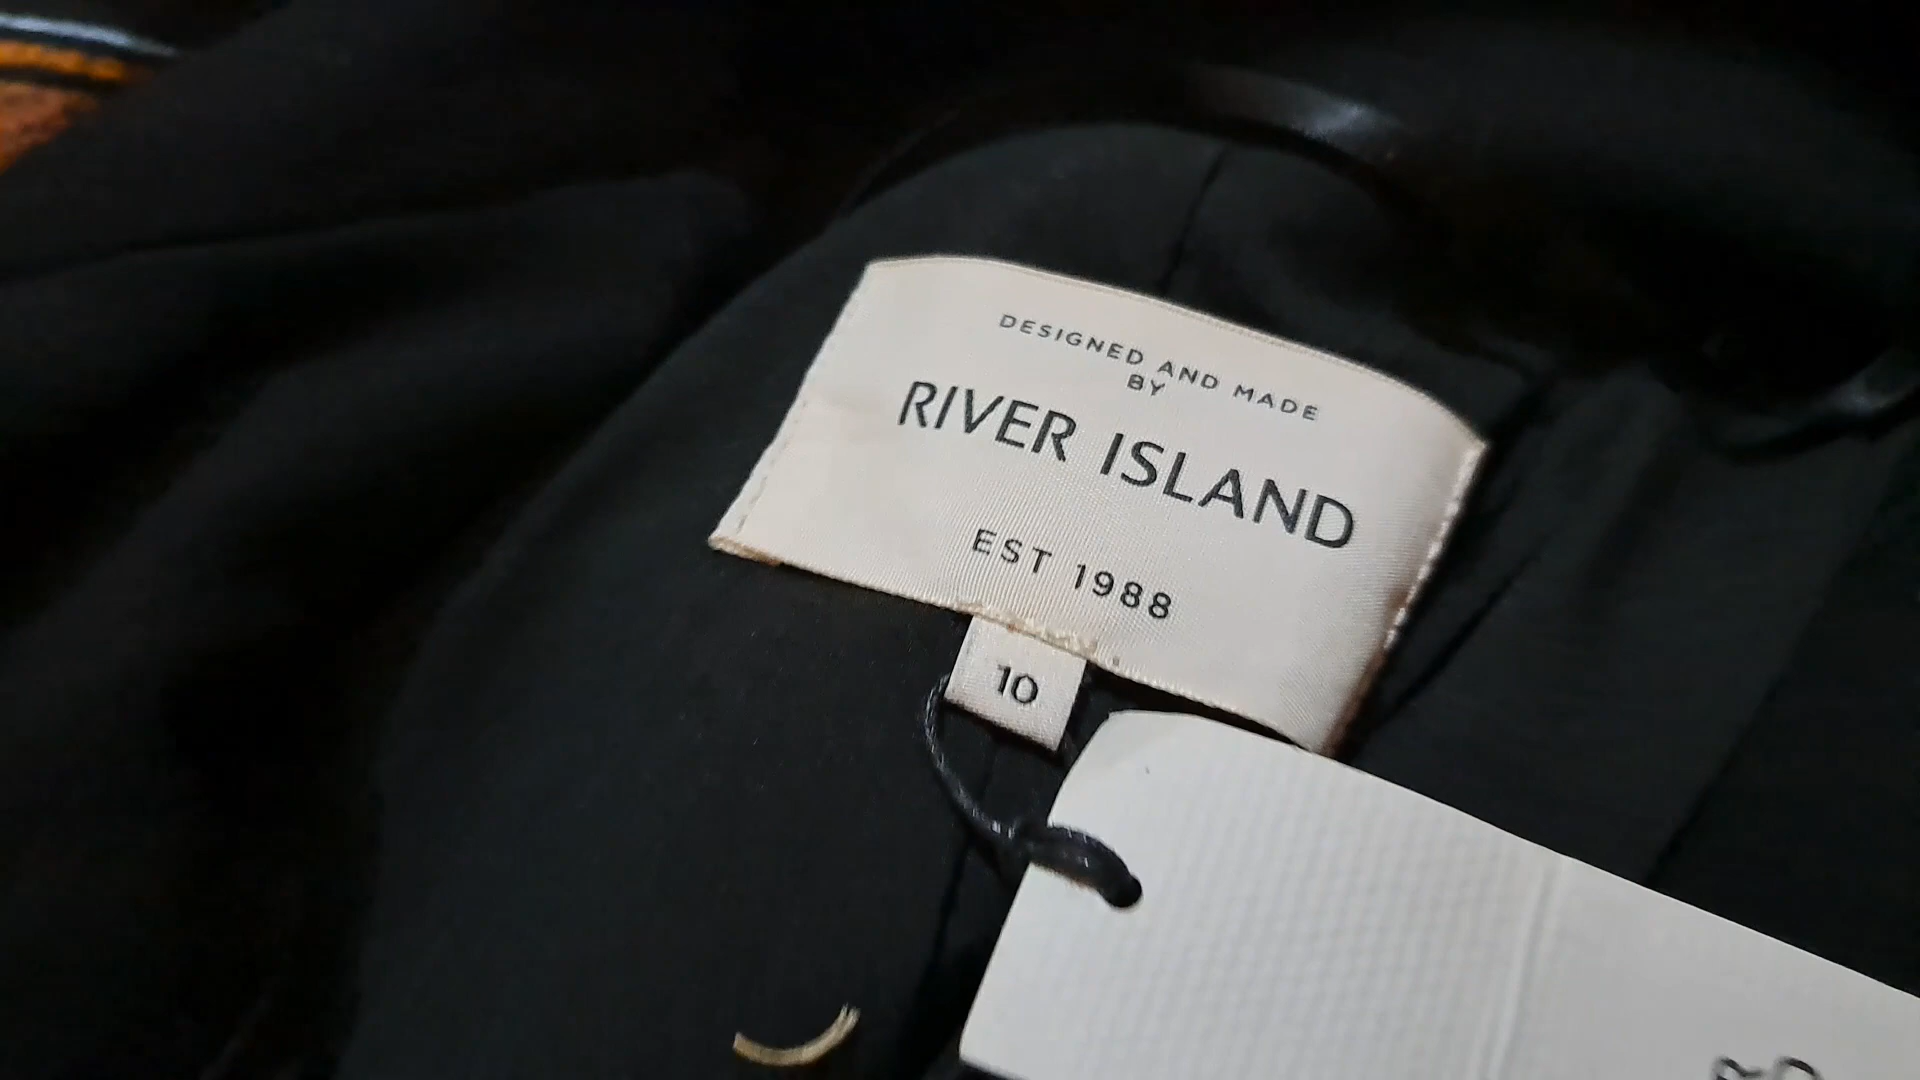 DESIGNED AND MADE
BY
RIVER ISLAND
EST 1988
10